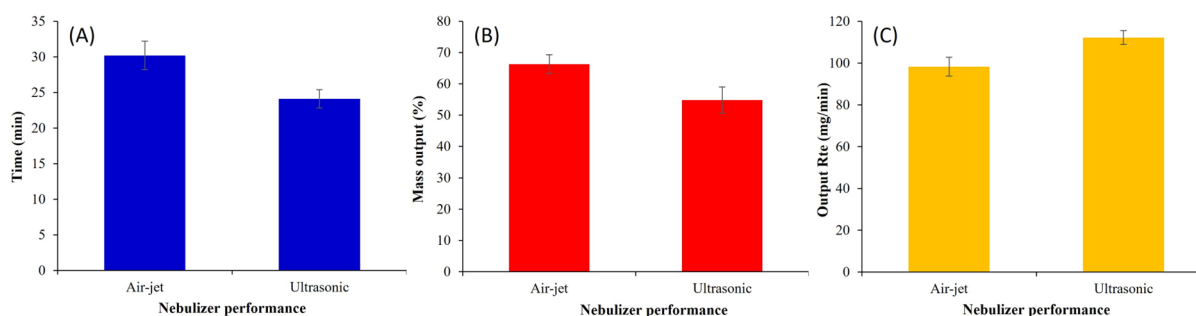 (A)
Time (min)
35
30
25
20
15
10
5
0
Air-jet
Ultrasonic
Nebulizer performance
(B)
Mass output (%)
80
70
60
50
40
30
20
10
0
Air-jet
Ultrasonic
Nebulizer performance
(C)
Output Rte (mg/min)
120
100
80
60
40
20
0
Air-jet
Ultrasonic
Nebulizer performance